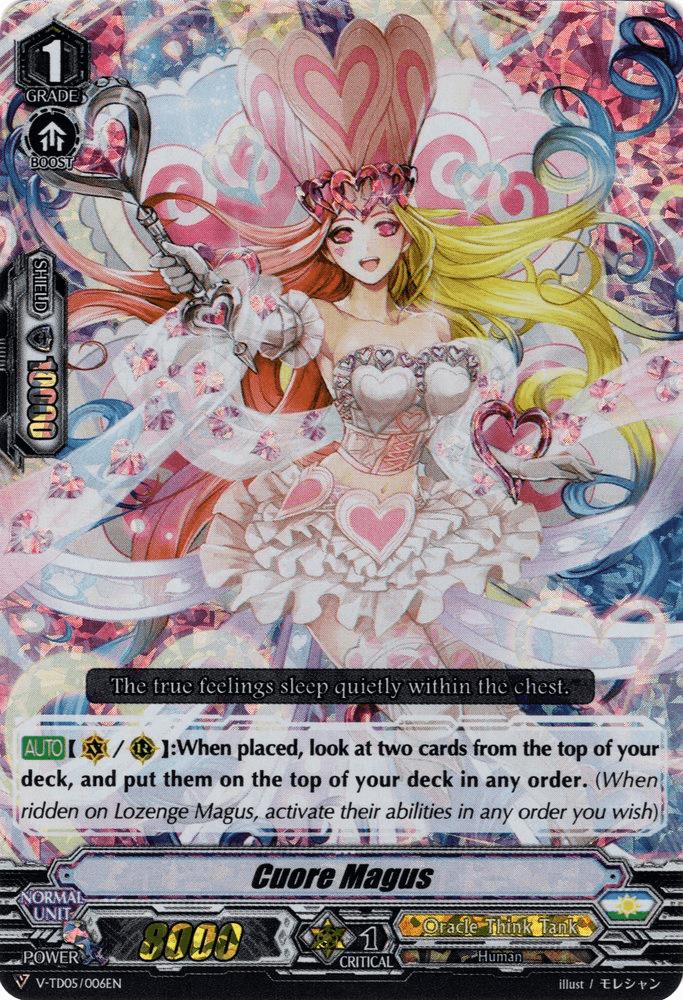 1
GRADE
BOOST
SHIELD
10000
The true feelings sleep quietly within the chest.
AUTO【 V / R 】:When placed, look at two cards from the top of your
deck, and put them on the top of your deck in any order. (When
ridden on Lozenge Magus, activate their abilities in any order you wish)
Cuore Magus
NORMAL
UNIT
POWER
8000
1
CRITICAL
Oracle Think Tank
Human
V-TD05/006EN
illust / モレシャン